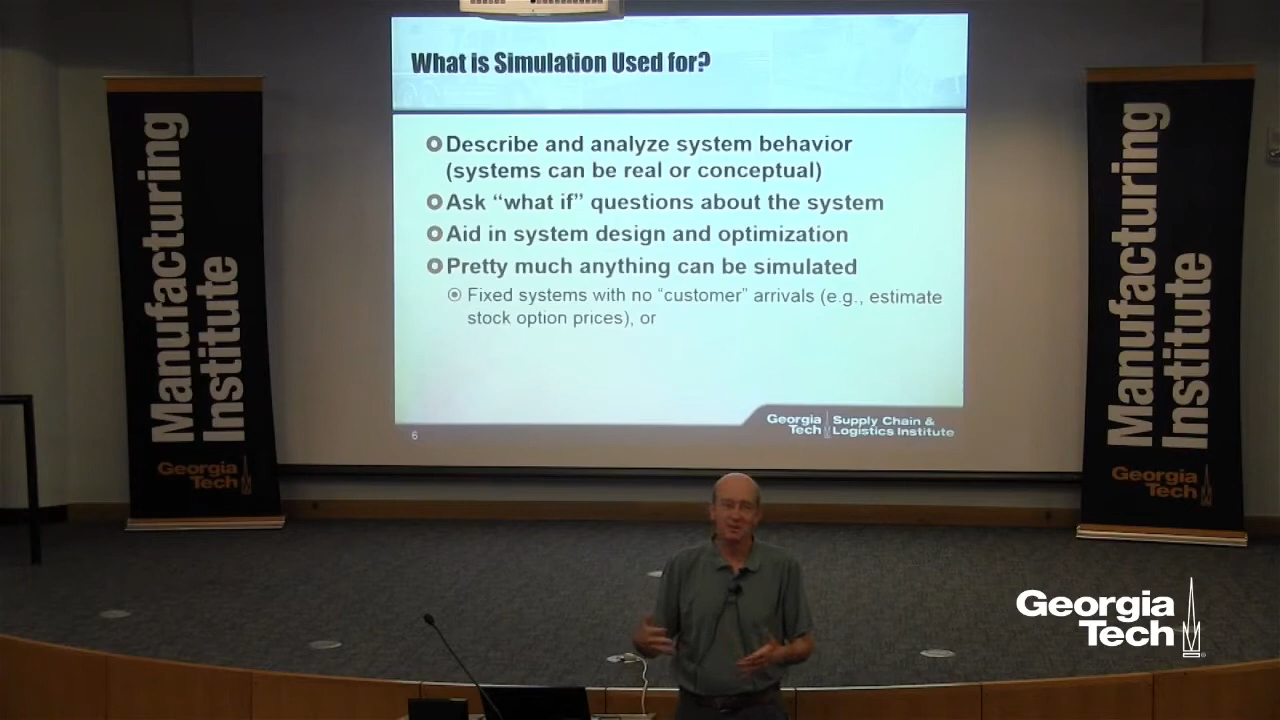 What is Simulation Used for?
Describe and analyze system behavior
(systems can be real or conceptual)
Ask “what if” questions about the system
Aid in system design and optimization
Pretty much anything can be simulated
Fixed systems with no “customer” arrivals (e.g., estimate
stock option prices), or
6
Georgia
Tech
Supply Chain &
Logistics Institute
Manufacturing
Institute
Georgia
Tech
Manufacturing
Institute
Georgia
Tech
Georgia
Tech